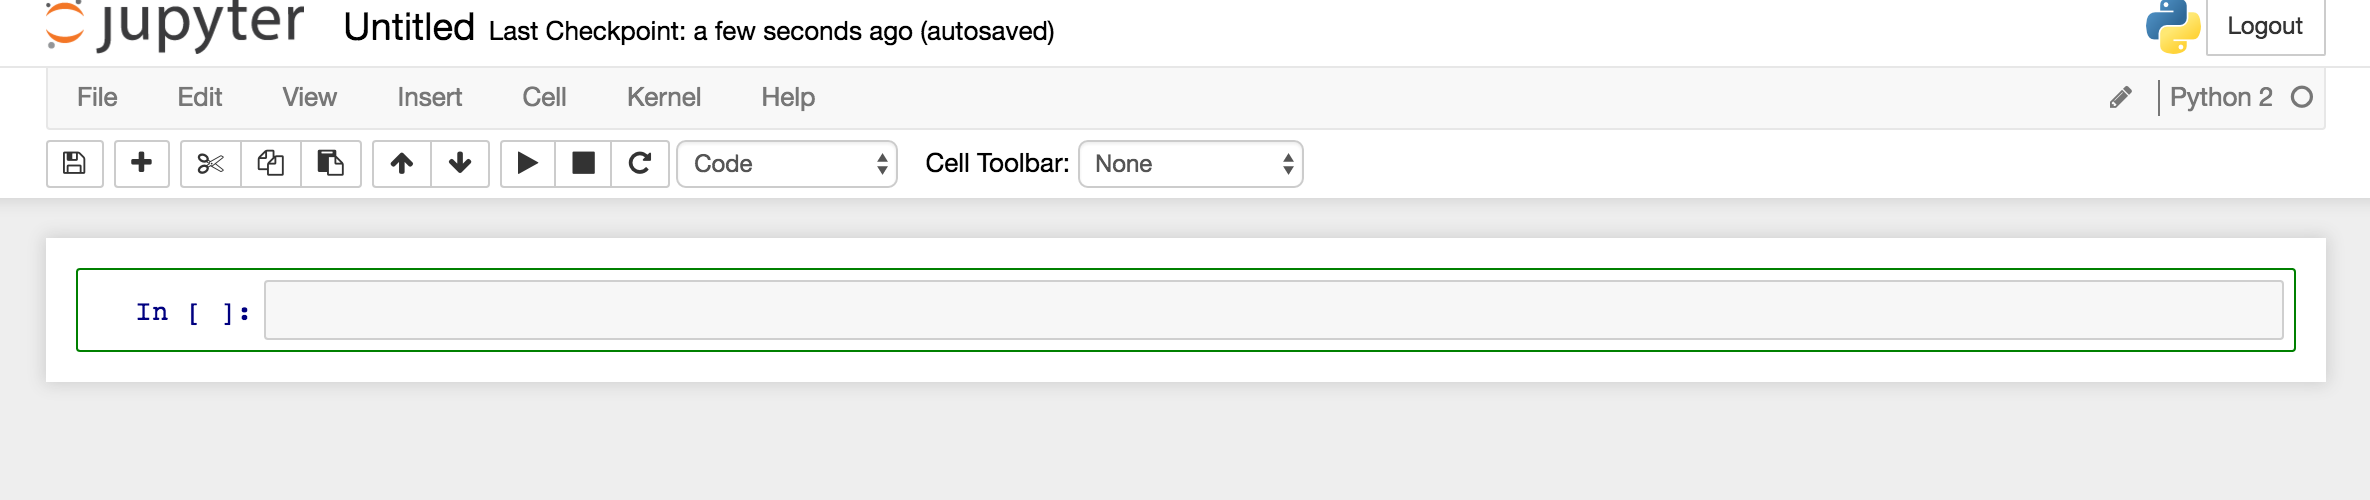 jupyter Untitled Last Checkpoint: a few seconds ago (autosaved) Logout
File Edit View Insert Cell Kernel Help Python 2
Code Cell Toolbar: None
In [ ]: